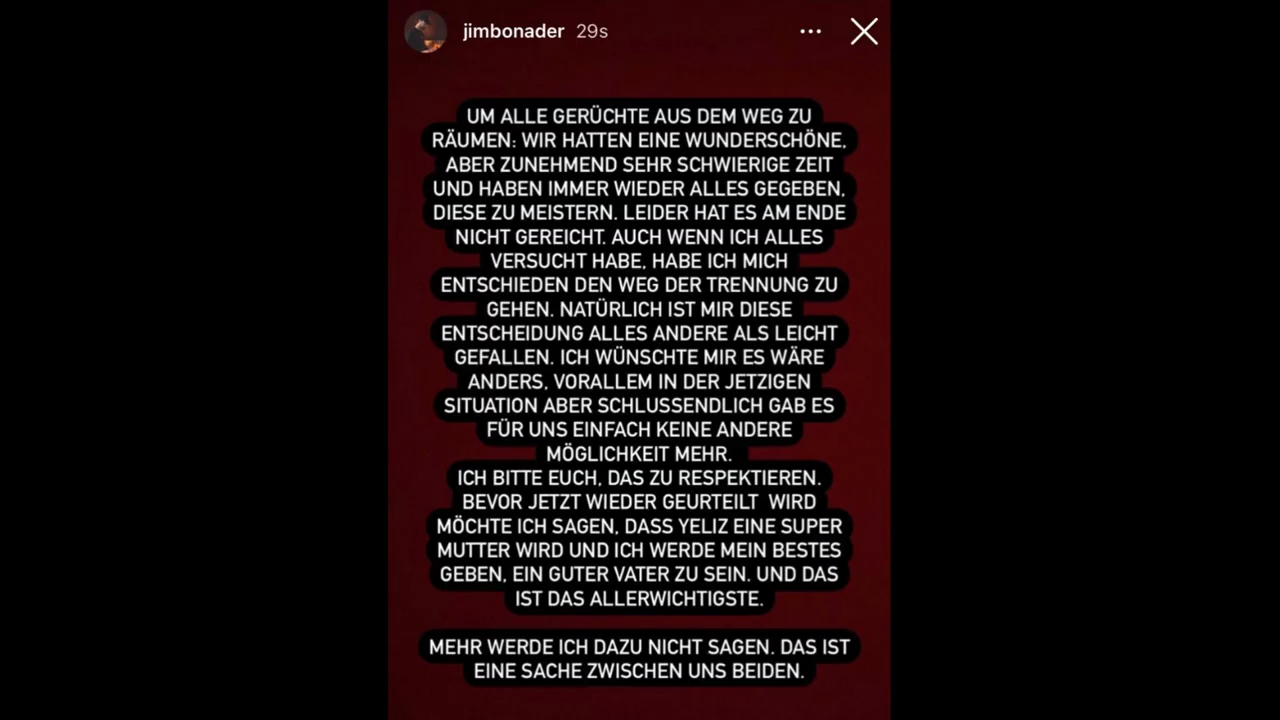 jimbonader 29s
UM ALLE GERÜCHTE AUS DEM WEG ZU
RÄUMEN: WIR HATTEN EINE WUNDERSCHÖNE,
ABER ZUNEHMEND SEHR SCHWIERIGE ZEIT
UND HABEN IMMER WIEDER ALLES GEGEBEN,
DIESE ZU MEISTERN. LEIDER HAT ES AM ENDE
NICHT GEREICHT. AUCH WENN ICH ALLES
VERSUCHT HABE, HABE ICH MICH
ENTSCHIEDEN DEN WEG DER TRENNUNG ZU
GEHEN. NATÜRLICH IST MIR DIESE
ENTSCHEIDUNG ALLES ANDERE ALS LEICHT
GEFALLEN. ICH WÜNSCHTE MIR ES WÄRE
ANDERS, VORALLEM IN DER JETZIGEN
SITUATION ABER SCHLUSSENDLICH GAB ES
FÜR UNS EINFACH KEINE ANDERE
MÖGLICHKEIT MEHR.
ICH BITTE EUCH, DAS ZU RESPEKTIEREN.
BEVOR JETZT WIEDER GEURTEILT WIRD
MÖCHTE ICH SAGEN, DASS YELIZ EINE SUPER
MUTTER WIRD UND ICH WERDE MEIN BESTES
GEBEN, EIN GUTER VATER ZU SEIN. UND DAS
IST DAS ALLERWICHTIGSTE.
MEHR WERDE ICH DAZU NICHT SAGEN. DAS IST
EINE SACHE ZWISCHEN UNS BEIDEN.